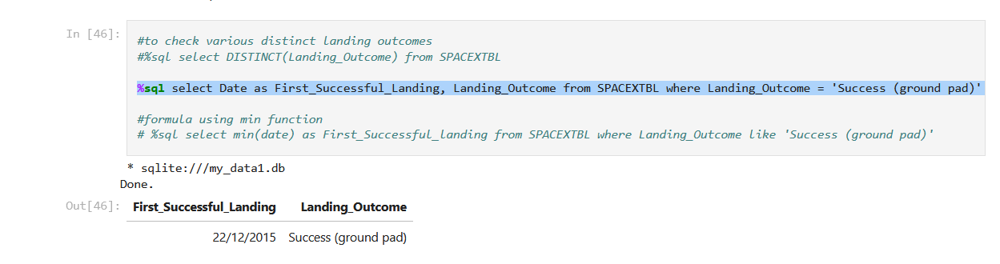 In [46]:
#to check various distinct landing outcomes
#%sql select DISTINCT(Landing_Outcome) from SPACEXTBL
%sql select Date as First_Successful_Landing, Landing_Outcome from SPACEXTBL where Landing_Outcome = 'Success (ground pad)'
#formula using min function
# %sql select min(date) as First_Successful_landing from SPACEXTBL where Landing_Outcome like 'Success (ground pad)'
* sqlite:///my_data1.db
Done.
Out[46]:
First_Successful_Landing Landing_Outcome
22/12/2015 Success (ground pad)